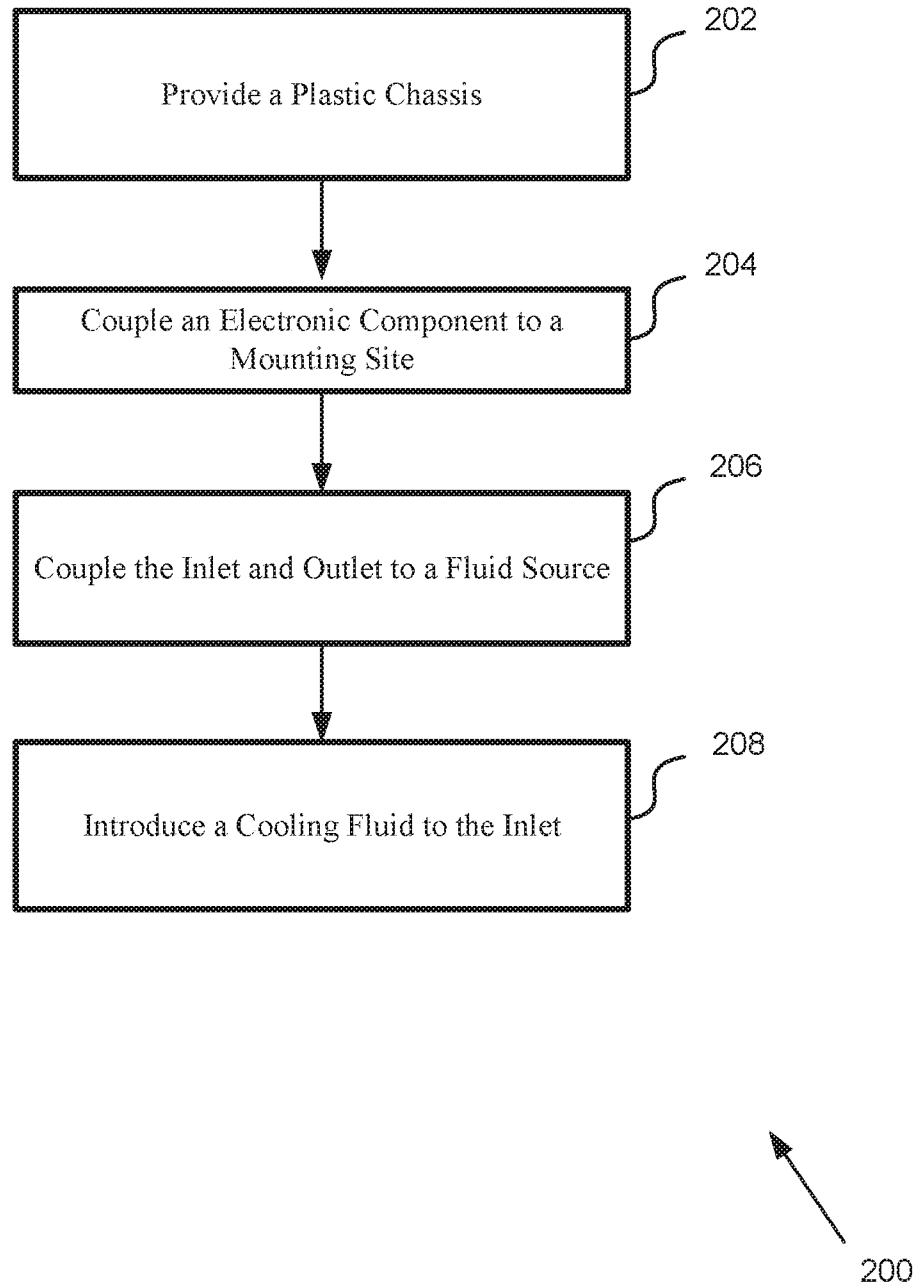 202
Provide a Plastic Chassis
204
Couple an Electronic Component to a
Mounting Site
206
Couple the Inlet and Outlet to a Fluid Source
208
Introduce a Cooling Fluid to the Inlet
200